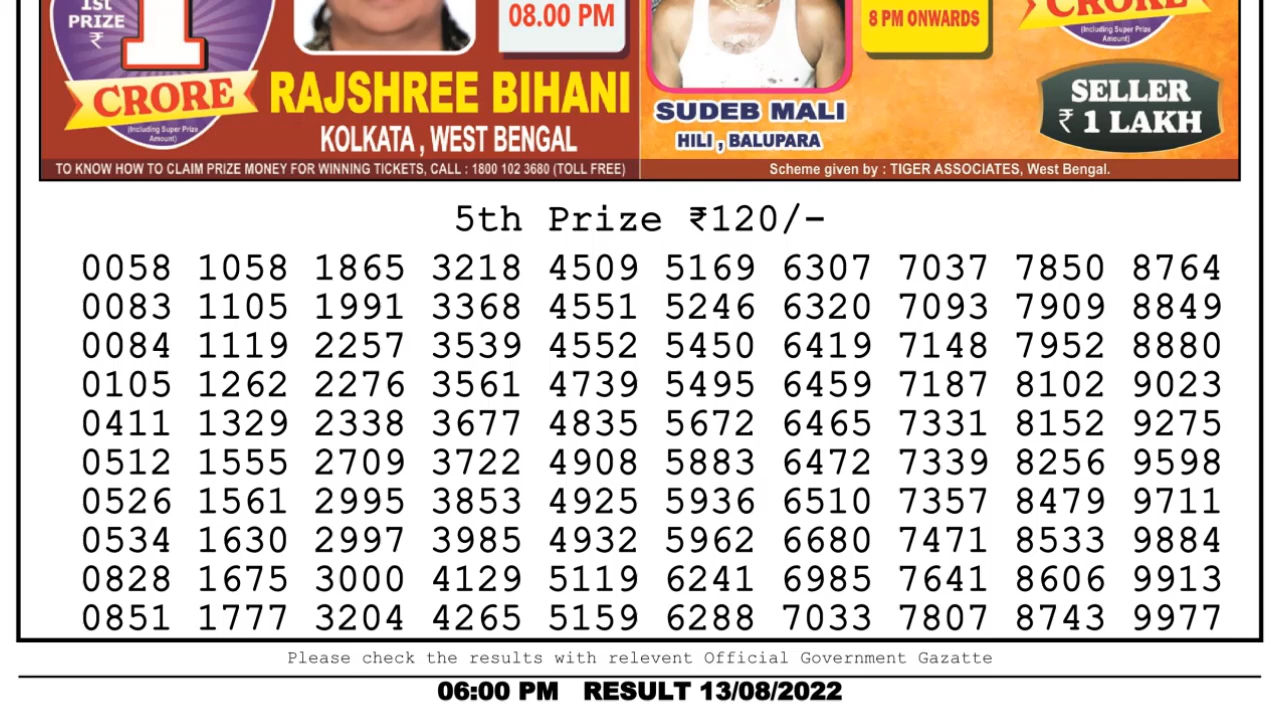 1st
PRIZE
₹
1
CRORE
(Including Super Prize
Amount)
08.00 PM
RAJSHREE BIHANI
KOLKATA, WEST BENGAL
TO KNOW HOW TO CLAIM PRIZE MONEY FOR WINNING TICKETS, CALL : 1800 102 3680 (TOLL FREE)
8 PM ONWARDS
CRORE
(Including Super Prize
Amount)
SUDEB MALI
HILI, BALUPARA
SELLER
₹ 1 LAKH
Scheme given by : TIGER ASSOCIATES, West Bengal.
5th Prize ₹120/-
0058 1058 1865 3218 4509 5169 6307 7037 7850 8764
0083 1105 1991 3368 4551 5246 6320 7093 7909 8849
0084 1119 2257 3539 4552 5450 6419 7148 7952 8880
0105 1262 2276 3561 4739 5495 6459 7187 8102 9023
0411 1329 2338 3677 4835 5672 6465 7331 8152 9275
0512 1555 2709 3722 4908 5883 6472 7339 8256 9598
0526 1561 2995 3853 4925 5936 6510 7357 8479 9711
0534 1630 2997 3985 4932 5962 6680 7471 8533 9884
0828 1675 3000 4129 5119 6241 6985 7641 8606 9913
0851 1777 3204 4265 5159 6288 7033 7807 8743 9977
Please check the results with relevent Official Government Gazatte
06:00 PM RESULT 13/08/2022